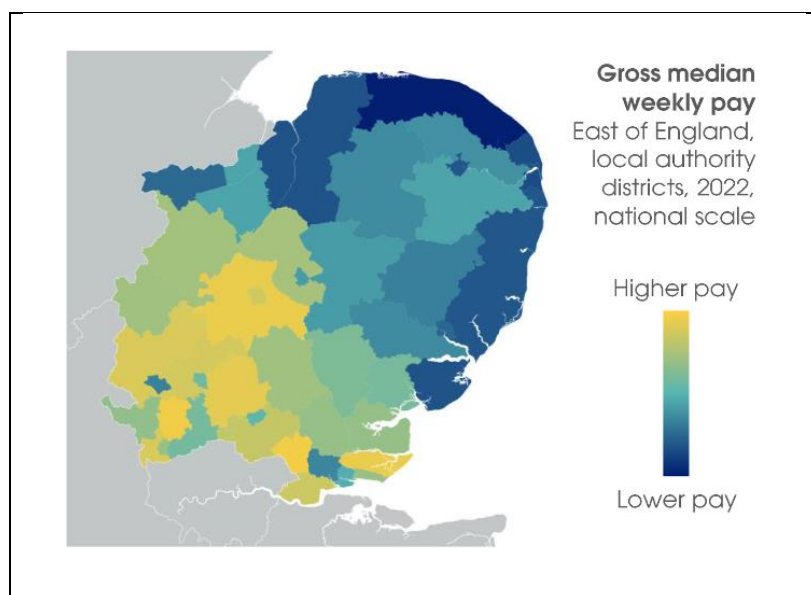 Gross median
weekly pay
East of England,
local authority
districts, 2022,
national scale
Higher pay
Lower pay